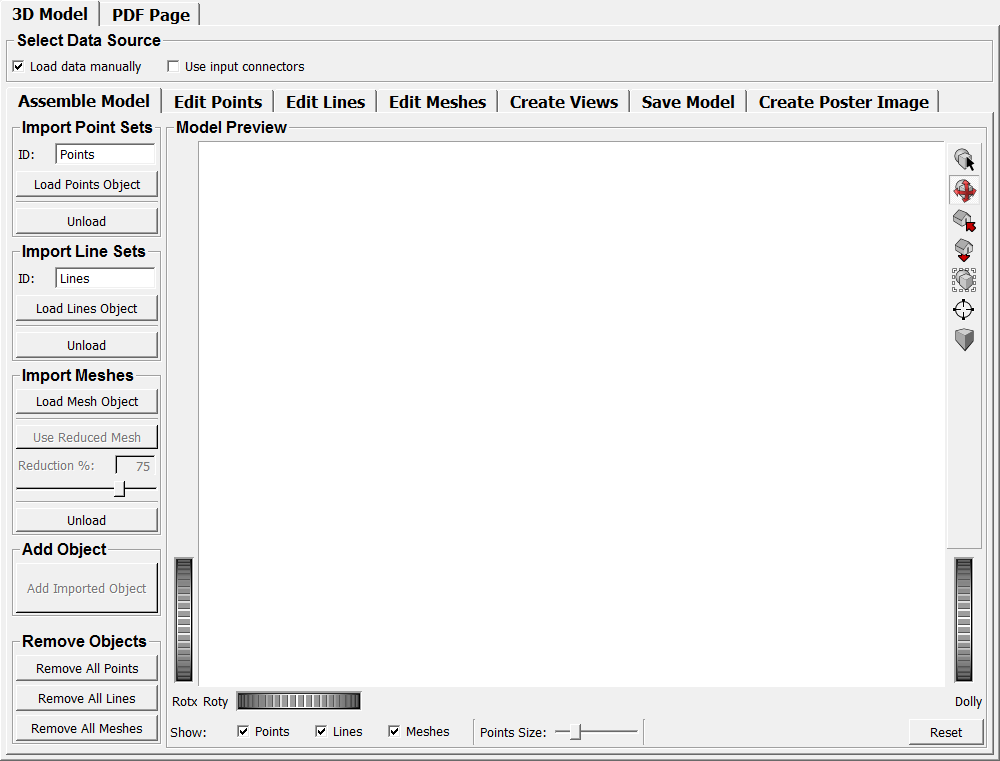 3D Model PDF Page
Select Data Source
Load data manually Use input connectors
Assemble Model Edit Points Edit Lines Edit Meshes Create Views Save Model Create Poster Image
Import Point Sets
ID: Points
Load Points Object
Unload
Import Line Sets
ID: Lines
Load Lines Object
Unload
Import Meshes
Load Mesh Object
Use Reduced Mesh
Reduction %: 75
Unload
Add Object
Add Imported Object
Remove Objects
Remove All Points
Remove All Lines
Remove All Meshes
Model Preview
Rotx Roty
Dolly
Show: Points Lines Meshes Points Size:
Reset